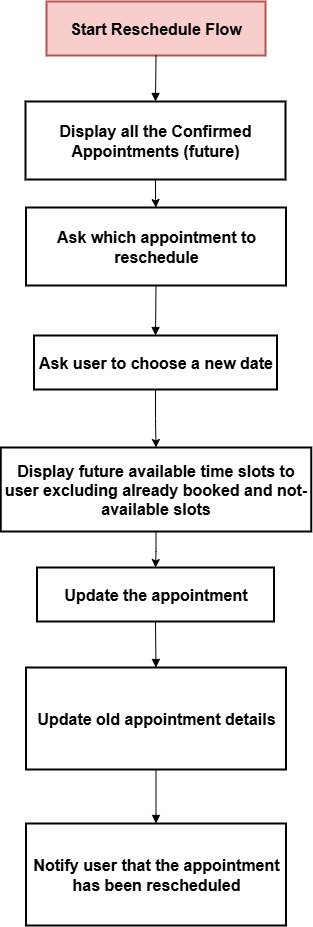 Start Reschedule Flow
Display all the Confirmed
Appointments (future)
Ask which appointment to
reschedule
Ask user to choose a new date
Display future available time slots to
user excluding already booked and not-
available slots
Update the appointment
Update old appointment details
Notify user that the appointment
has been rescheduled